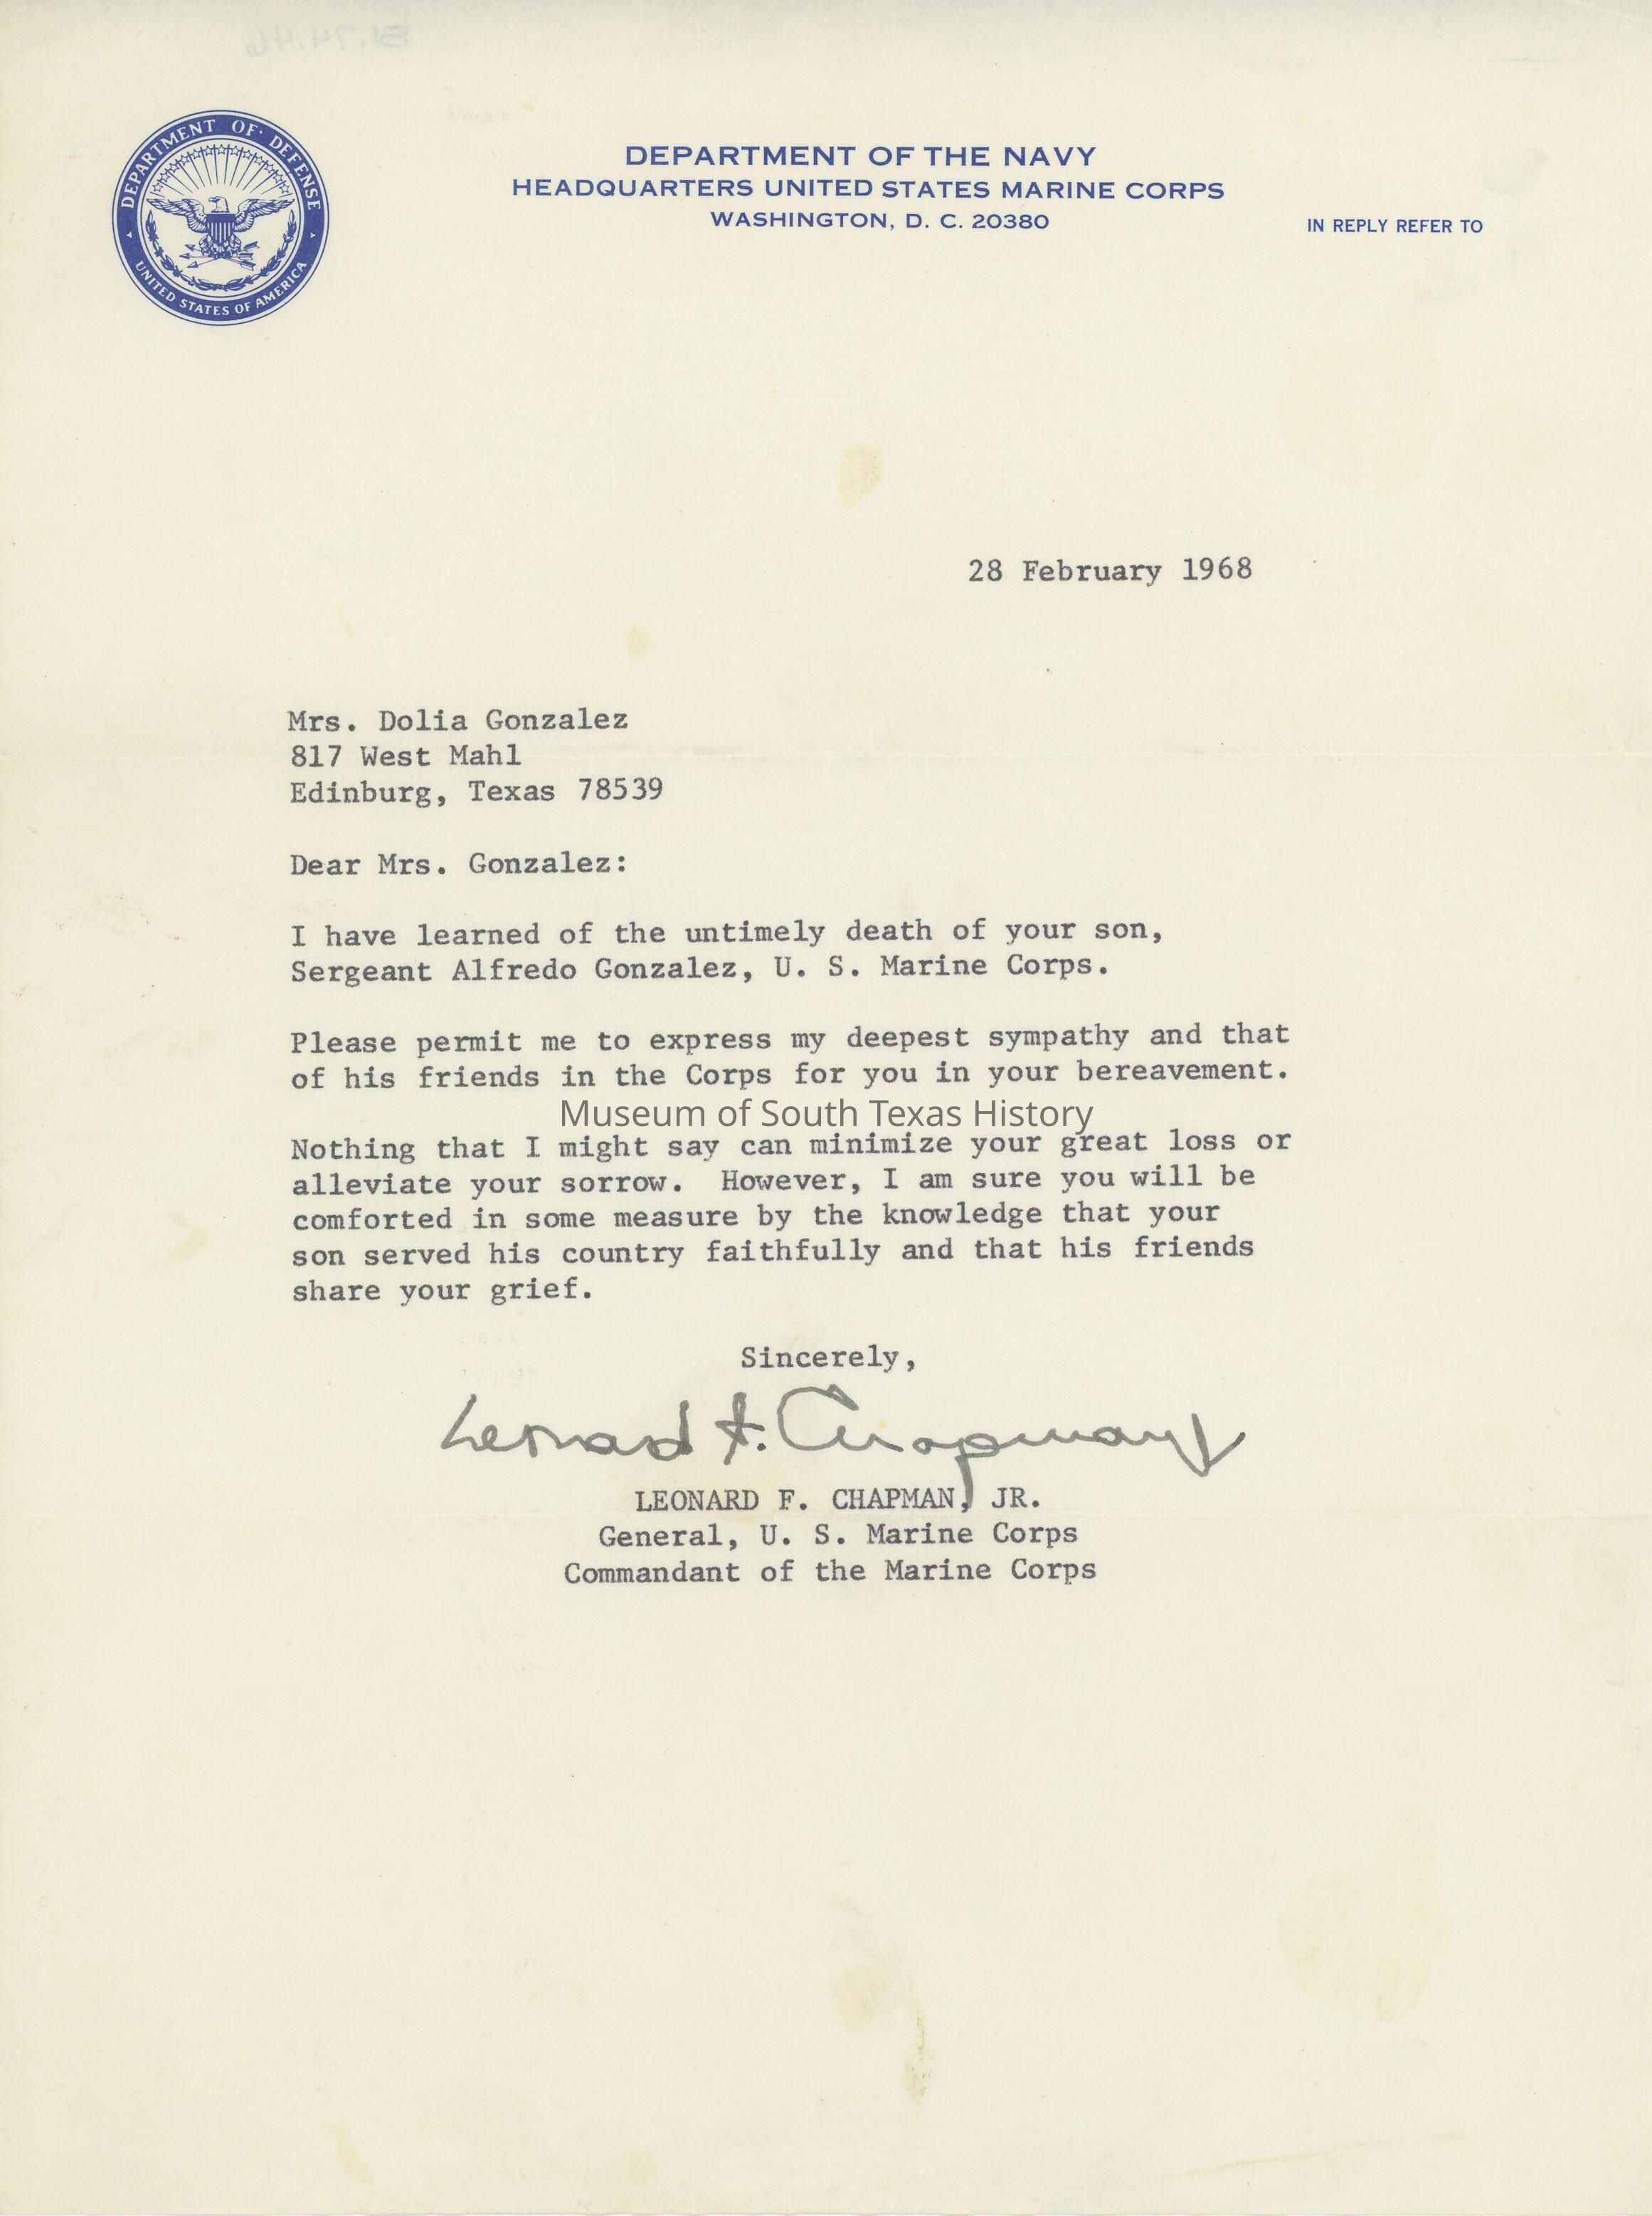 DEPARTMENT OF DEFENSE
UNITED STATES OF AMERICA
DEPARTMENT OF THE NAVY
HEADQUARTERS UNITED STATES MARINE CORPS
WASHINGTON, D. C. 20380
IN REPLY REFER TO
28 February 1968
Mrs. Dolia Gonzalez
817 West Mahl
Edinburg, Texas 78539
Dear Mrs. Gonzalez:
I have learned of the untimely death of your son,
Sergeant Alfredo Gonzalez, U. S. Marine Corps.
Please permit me to express my deepest sympathy and that
of his friends in the Corps for you in your bereavement.
Museum of South Texas History
Nothing that I might say can minimize your great loss or
alleviate your sorrow. However, I am sure you will be
comforted in some measure by the knowledge that your
son served his country faithfully and that his friends
share your grief.
Sincerely,
Leonard F. Chapman Jr
LEONARD F. CHAPMAN, JR.
General, U. S. Marine Corps
Commandant of the Marine Corps